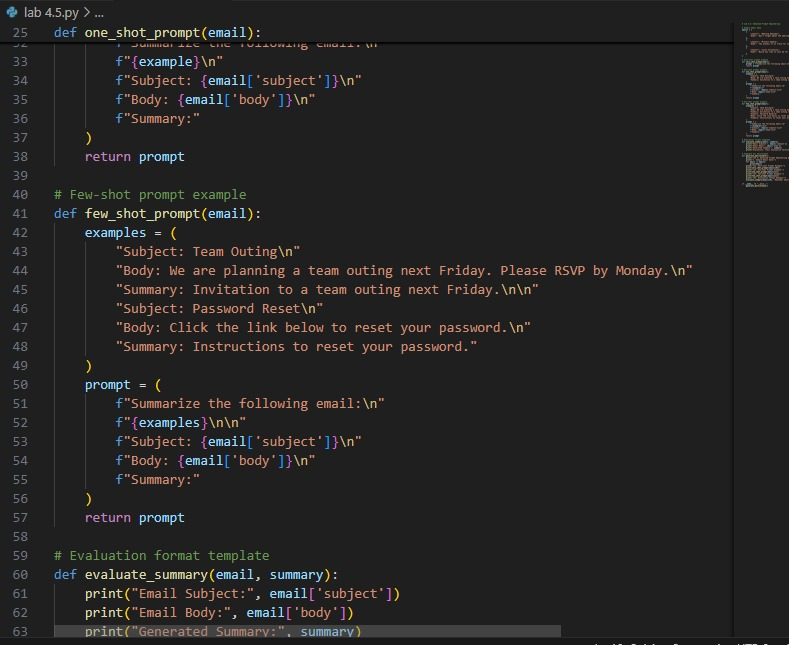 lab 4.5.py > ...
25 def one_shot_prompt(email):
32 f"Summarize the following email:\n"
33 f"{example}\n"
34 f"Subject: {email['subject']}\n"
35 f"Body: {email['body']}\n"
36 f"Summary:"
37 )
38 return prompt
39
40 # Few-shot prompt example
41 def few_shot_prompt(email):
42 examples = (
43 "Subject: Team Outing\n"
44 "Body: We are planning a team outing next Friday. Please RSVP by Monday.\n"
45 "Summary: Invitation to a team outing next Friday.\n\n"
46 "Subject: Password Reset\n"
47 "Body: Click the link below to reset your password.\n"
48 "Summary: Instructions to reset your password."
49 )
50 prompt = (
51 f"Summarize the following email:\n"
52 f"{examples}\n\n"
53 f"Subject: {email['subject']}\n"
54 f"Body: {email['body']}\n"
55 f"Summary:"
56 )
57 return prompt
58
59 # Evaluation format template
60 def evaluate_summary(email, summary):
61 print("Email Subject:", email['subject'])
62 print("Email Body:", email['body'])
63 print("Generated Summary:", summary)